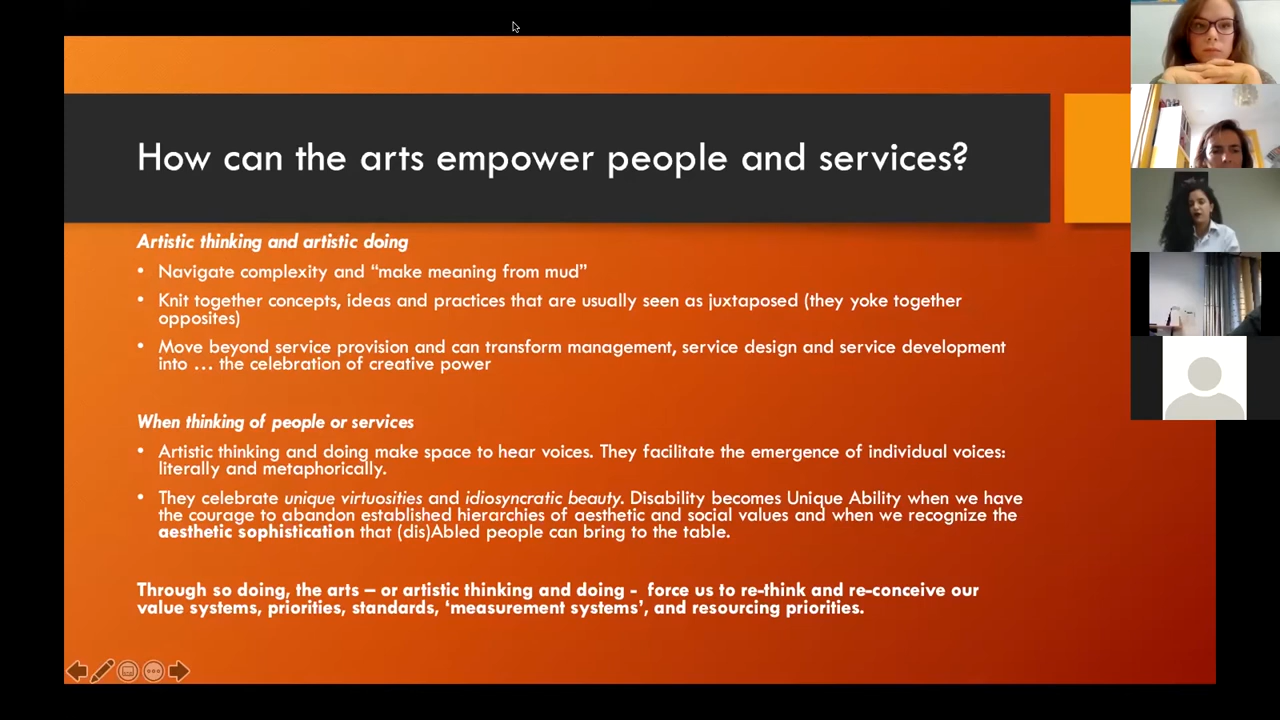 How can the arts empower people and services?
Artistic thinking and artistic doing
• Navigate complexity and “make meaning from mud”
• Knit together concepts, ideas and practices that are usually seen as juxtaposed (they yoke together
opposites)
• Move beyond service provision and can transform management, service design and service development
into … the celebration of creative power
When thinking of people or services
• Artistic thinking and doing make space to hear voices. They facilitate the emergence of individual voices:
literally and metaphorically.
• They celebrate unique virtuosities and idiosyncratic beauty. Disability becomes Unique Ability when we have
the courage to abandon established hierarchies of aesthetic and social values and when we recognize the
aesthetic sophistication that (dis)Abled people can bring to the table.
Through so doing, the arts – or artistic thinking and doing - force us to re-think and re-conceive our
value systems, priorities, standards, ‘measurement systems’, and resourcing priorities.